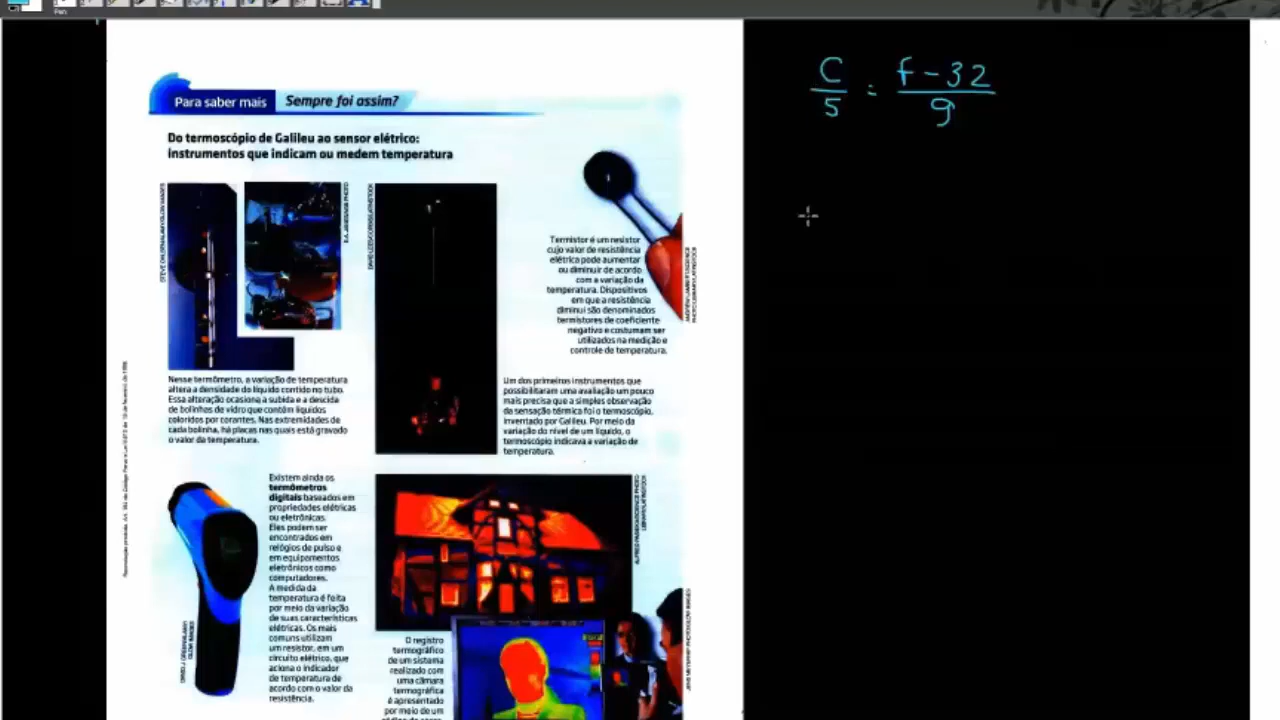 Pen
Para saber mais Sempre foi assim?
Do termoscópio de Galileu ao sensor elétrico:
instrumentos que indicam ou medem temperatura
Termistor é um resistor
cujo valor de resistência
elétrica pode aumentar
ou diminuir de acordo
com a variação da
temperatura. Dispositivos
em que a resistência
diminui são denominados
termistores de coeficiente
negativo e costumam ser
utilizados na medição e
controle de temperatura.
Nesse termômetro, a variação de temperatura
altera a densidade do líquido contido no tubo.
Essa alteração ocasiona a subida e a descida
de bolinhas de vidro que contêm líquidos
coloridos por corantes. Nas extremidades de
cada bolinha, há placas nas quais está gravado
o valor da temperatura.
Um dos primeiros instrumentos que
possibilitaram uma avaliação um pouco
mais precisa que a simples observação
da sensação térmica foi o termoscópio,
inventado por Galileu. Por meio da
variação do nível de um líquido, o
termoscópio indicava a variação de
temperatura.
Existem ainda os
termômetros
digitais baseados em
propriedades elétricas
ou eletrônicas.
Eles podem ser
encontrados em
relógios de pulso e
em equipamentos
eletrônicos como
computadores.
A medida da
temperatura é feita
por meio da variação
de suas características
elétricas. Os mais
comuns utilizam
um resistor, em um
circuito elétrico, que
aciona o indicador
de temperatura de
acordo com o valor da
resistência.
O registro
termográfico
de um sistema
realizado com
uma câmara
termográfica
é apresentado
por meio de um
C = f - 32
5 9